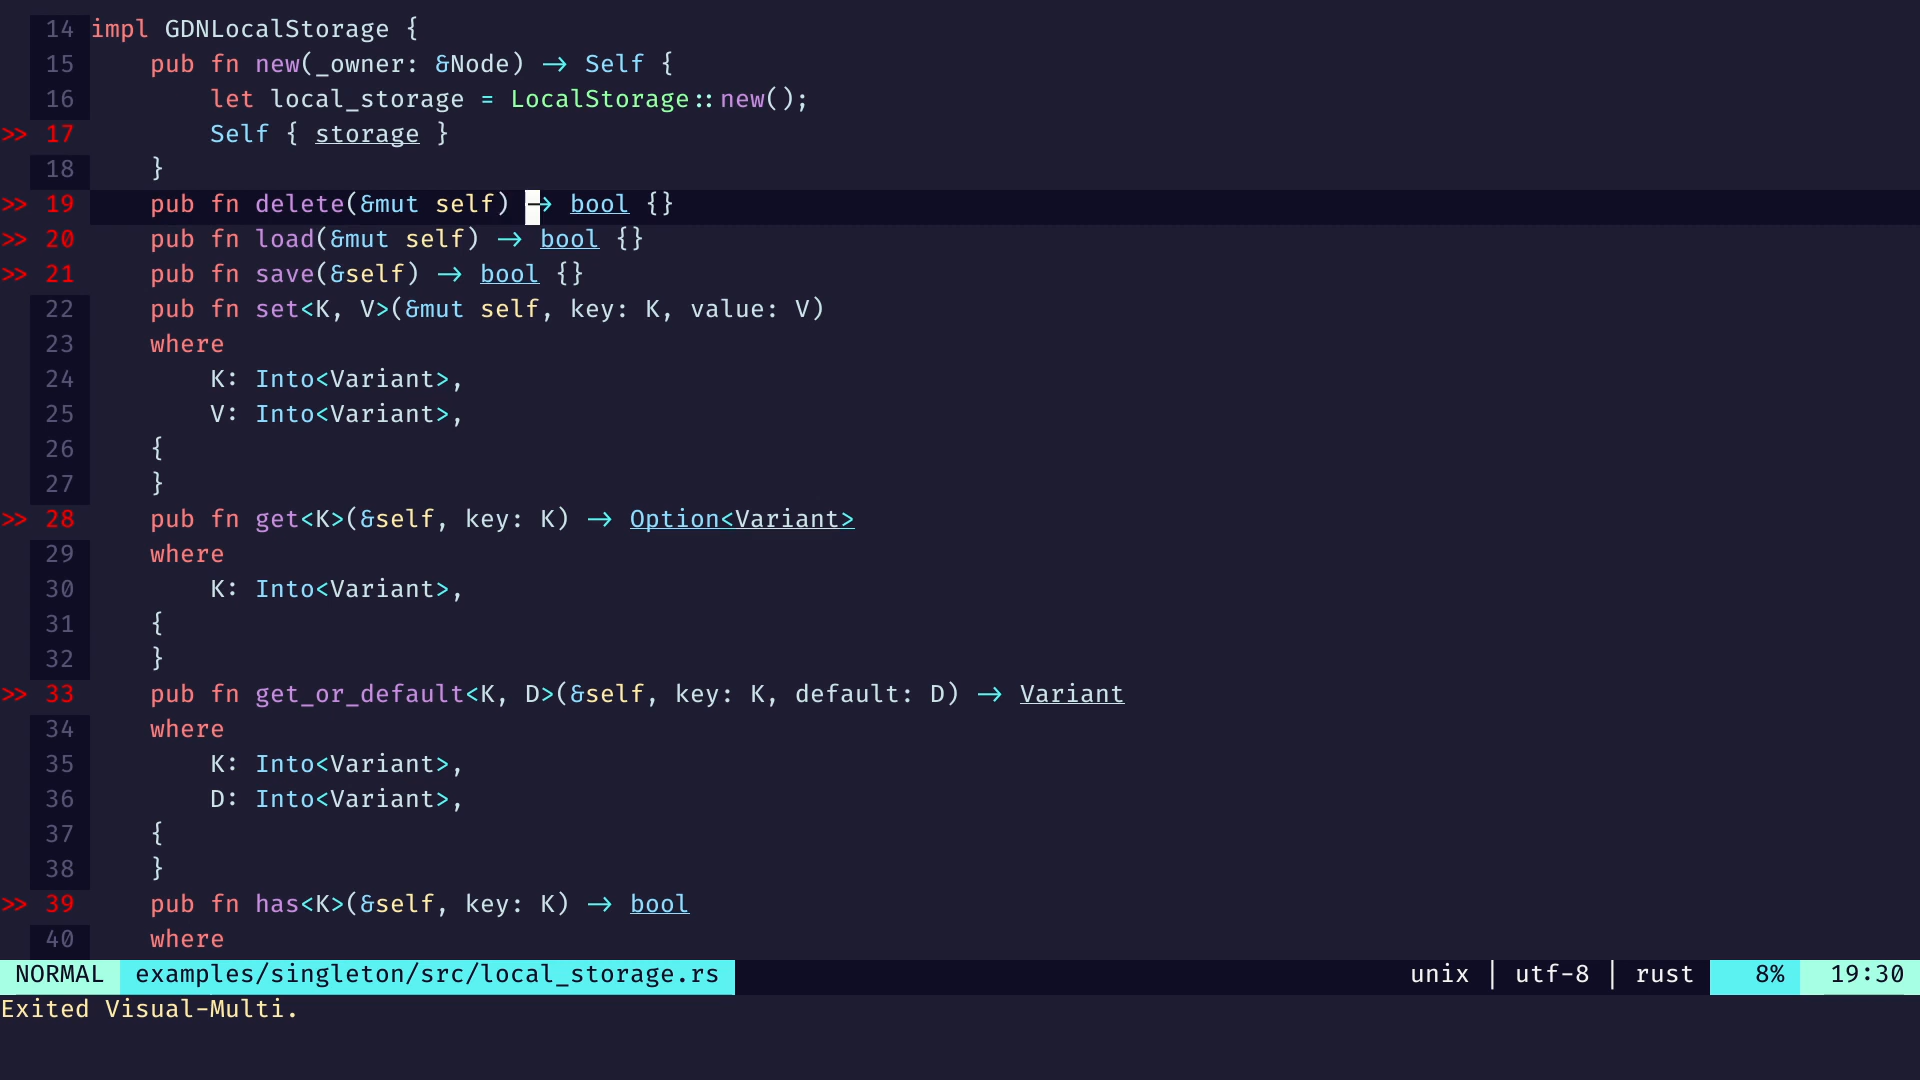 14 impl GDNLocalStorage {
15     pub fn new(_owner: &Node) -> Self {
16         let local_storage = LocalStorage::new();
>> 17         Self { storage }
18     }
>> 19     pub fn delete(&mut self) -> bool {}
>> 20     pub fn load(&mut self) -> bool {}
>> 21     pub fn save(&self) -> bool {}
22     pub fn set<K, V>(&mut self, key: K, value: V)
23     where
24         K: Into<Variant>,
25         V: Into<Variant>,
26     {
27     }
>> 28     pub fn get<K>(&self, key: K) -> Option<Variant>
29     where
30         K: Into<Variant>,
31     {
32     }
>> 33     pub fn get_or_default<K, D>(&self, key: K, default: D) -> Variant
34     where
35         K: Into<Variant>,
36         D: Into<Variant>,
37     {
38     }
>> 39     pub fn has<K>(&self, key: K) -> bool
40     where
NORMAL examples/singleton/src/local_storage.rs unix | utf-8 | rust 8% 19:30
Exited Visual-Multi.